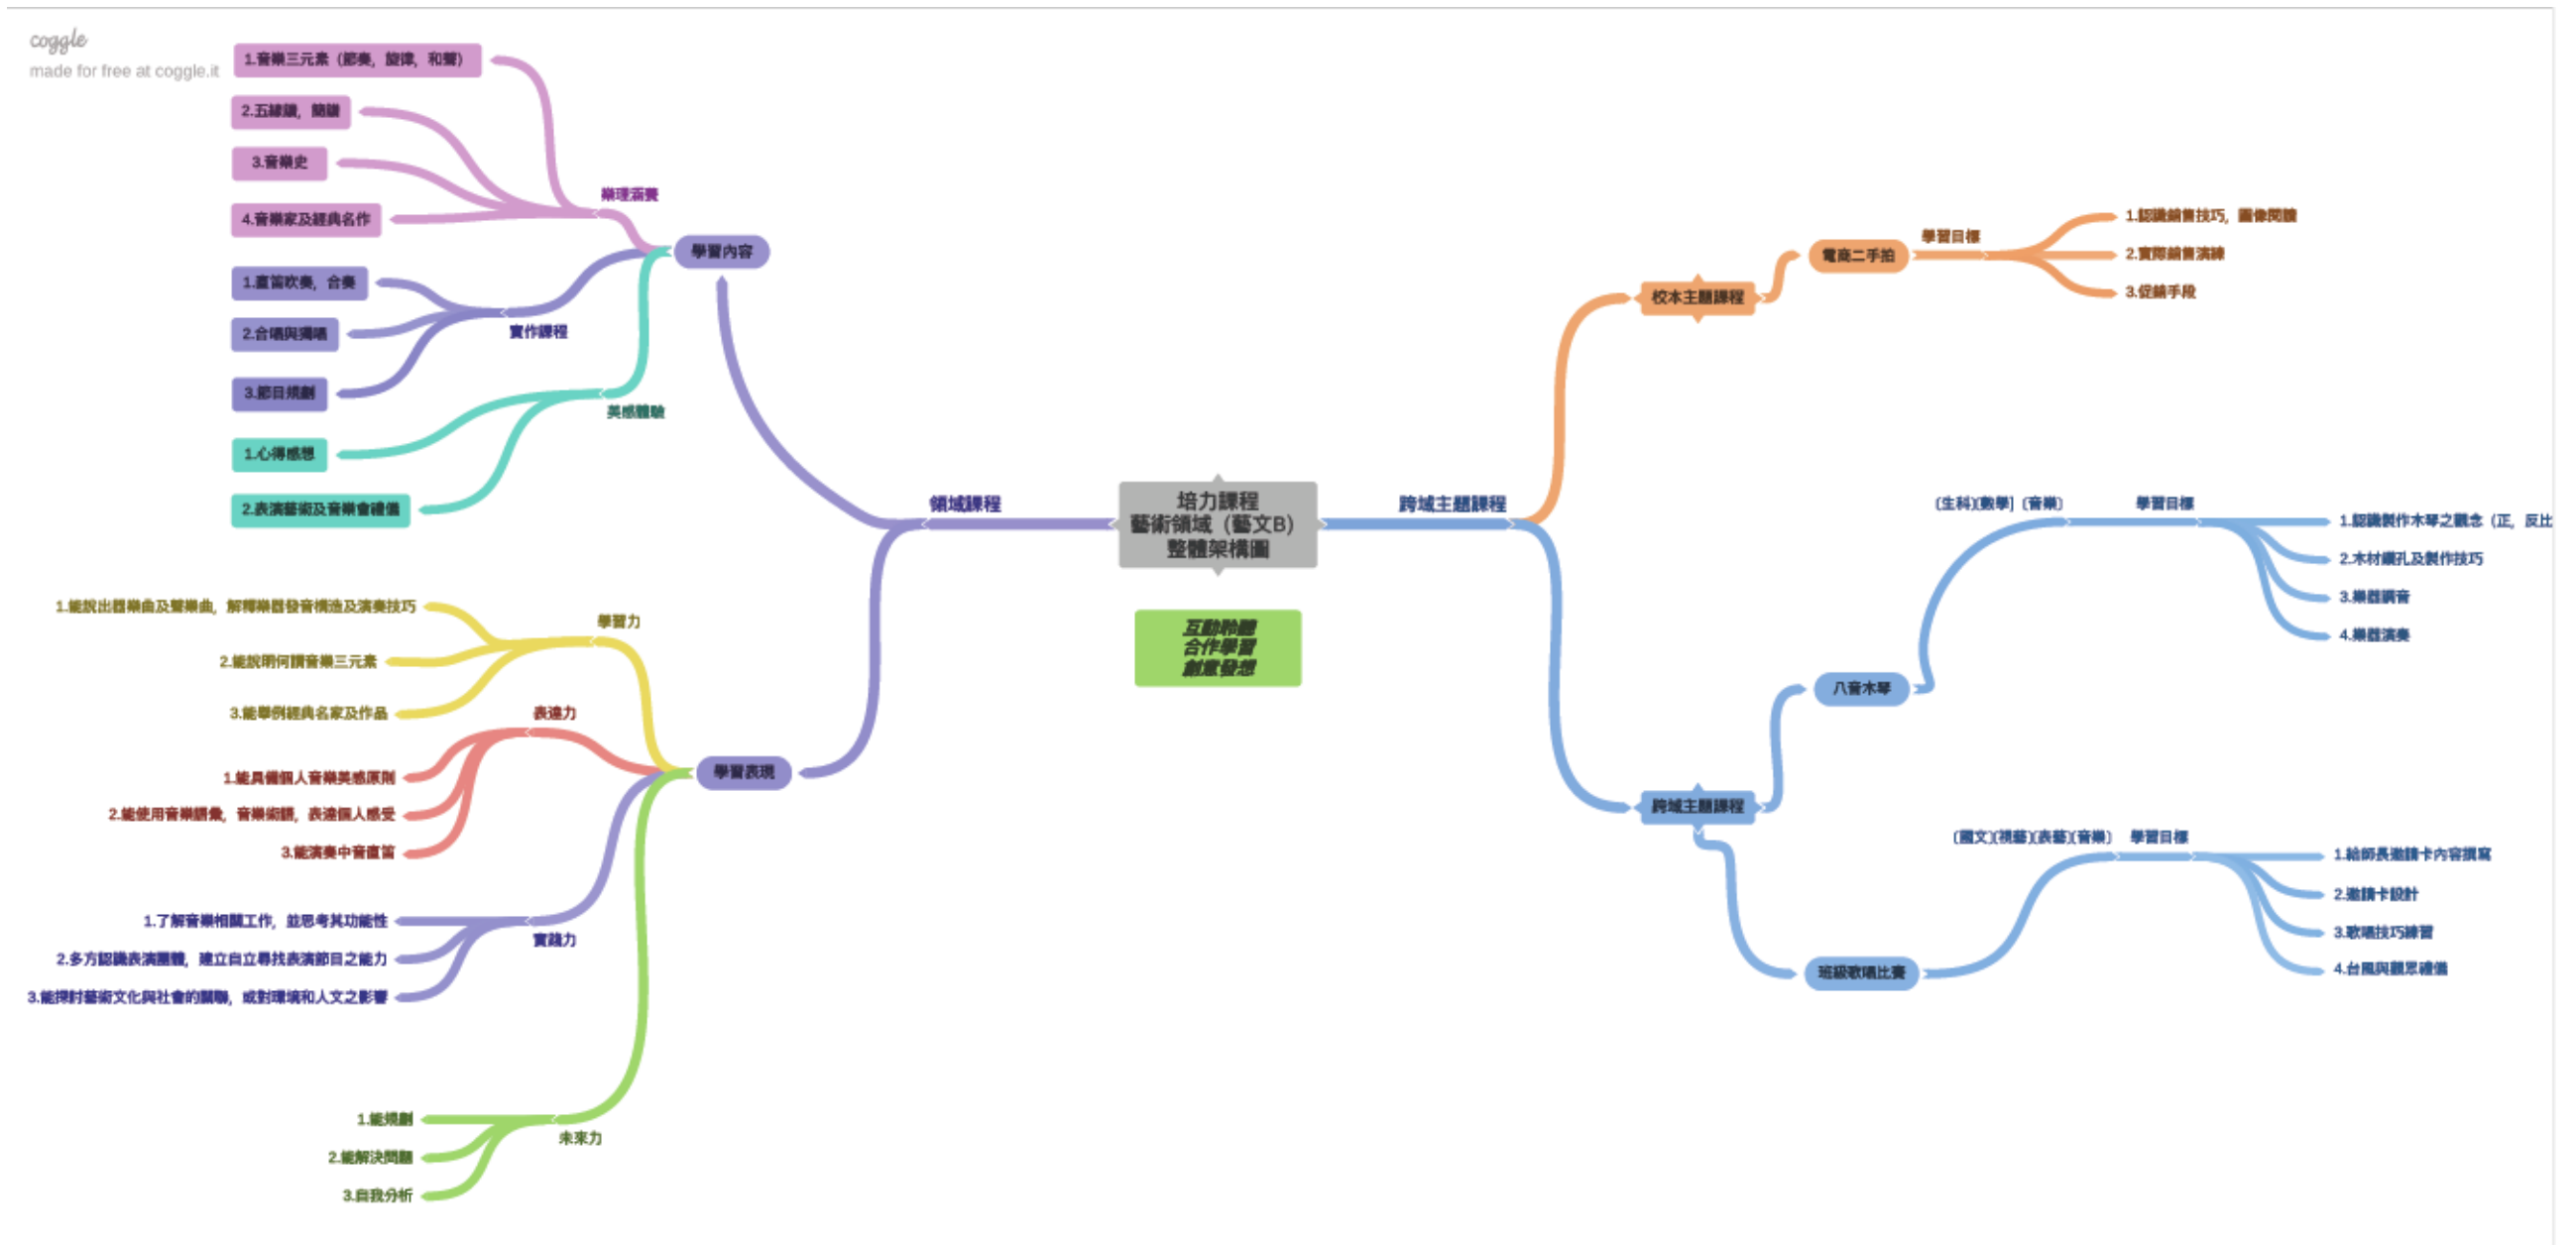 coggle
made for free at coggle.it
1.音樂三元素（節奏，旋律，和聲）
2.五線譜，簡譜
3.音樂史
4.音樂家及經典名作
樂理涵養
學習內容
1.直笛吹奏，合奏
2.合唱與獨唱
3.節目規劃
實作課程
美感體驗
1.心得感想
2.表演藝術及音樂會禮儀
領域課程
培力課程
藝術領域（藝文B）
整體架構圖
互動聆聽
合作學習
創意發想
1.能說出器樂曲及聲樂曲，解釋樂器發音構造及演奏技巧
2.能說明何謂音樂三元素
3.能舉例經典名家及作品
學習力
表達力
1.能具備個人音樂美感原則
2.能使用音樂語彙，音樂術語，表達個人感受
3.能演奏中音直笛
學習表現
1.了解音樂相關工作，並思考其功能性
2.多方認識表演團體，建立自立尋找表演節目之能力
3.能探討藝術文化與社會的關聯，或對環境和人文之影響
實踐力
1.能規劃
2.能解決問題
3.自我分析
未來力
跨域主題課程
校本主題課程
電商二手拍
學習目標
1.認識銷售技巧，圖像閱讀
2.實際銷售演練
3.促銷手段
跨域主題課程
八音木琴
〔生科〕〔數學〕〔音樂〕
學習目標
1.認識製作木琴之觀念（正，反比
2.木材鑽孔及製作技巧
3.樂器調音
4.樂器演奏
班級歌唱比賽
〔國文〕〔視藝〕〔表藝〕〔音樂〕
學習目標
1.給師長邀請卡內容撰寫
2.邀請卡設計
3.歌唱技巧練習
4.台風與觀眾禮儀